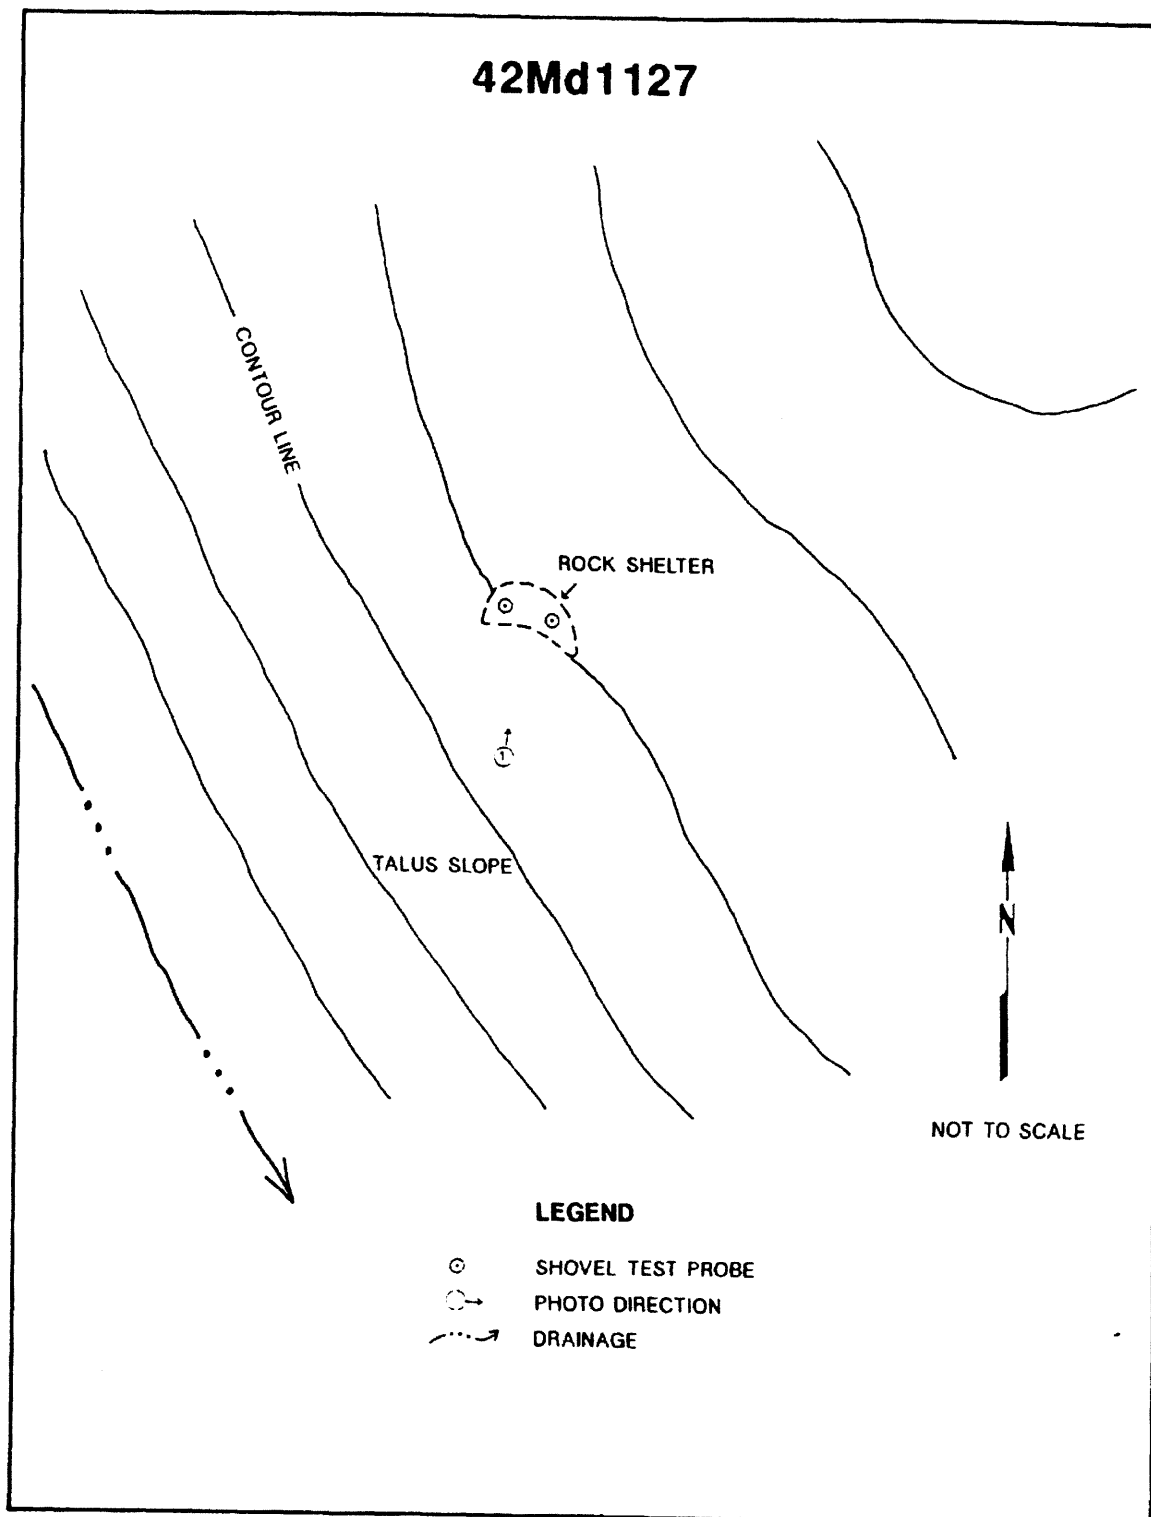 42Md1127
CONTOUR LINE
ROCK SHELTER
1
TALUS SLOPE
N
NOT TO SCALE
LEGEND
SHOVEL TEST PROBE
PHOTO DIRECTION
DRAINAGE